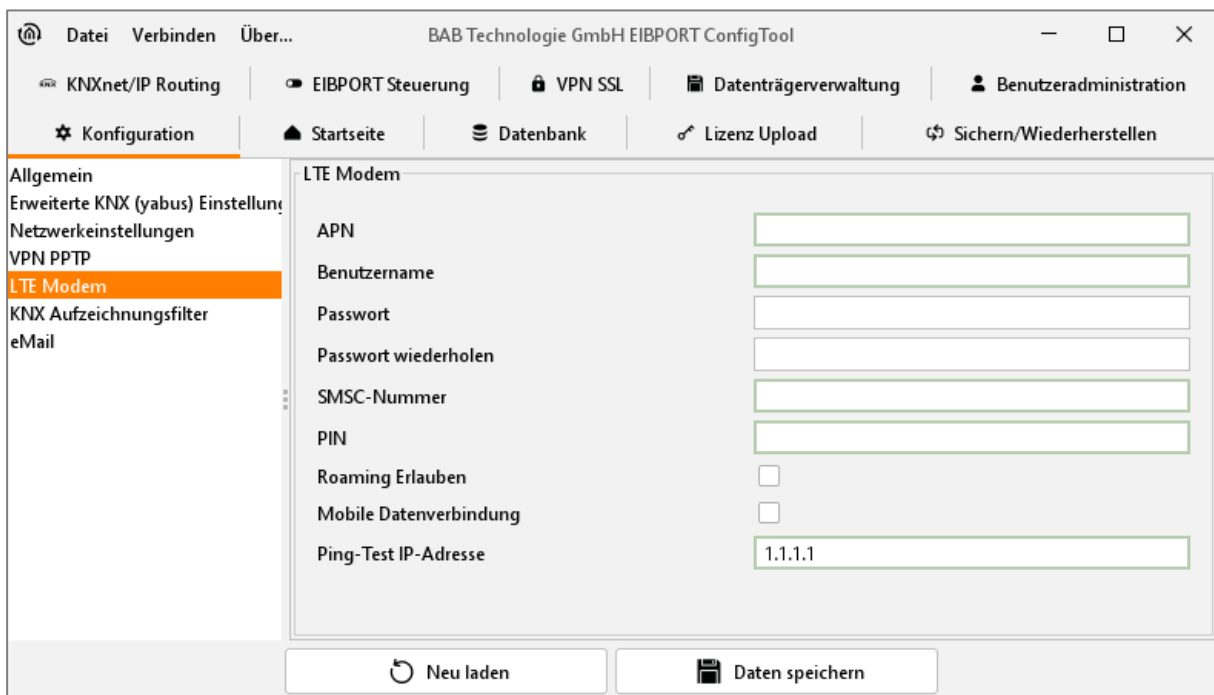 Datei Verbinden Über... BAB Technologie GmbH EIBPORT ConfigTool
KNXnet/IP Routing EIBPORT Steuerung VPN SSL Datenträgerverwaltung Benutzeradministration
Konfiguration Startseite Datenbank Lizenz Upload Sichern/Wiederherstellen
Allgemein
Erweiterte KNX (yabus) Einstellung
Netzwerkeinstellungen
VPN PPTP
LTE Modem
KNX Aufzeichnungsfilter
eMail
LTE Modem
APN
Benutzername
Passwort
Passwort wiederholen
SMSC-Nummer
PIN
Roaming Erlauben
Mobile Datenverbindung
Ping-Test IP-Adresse 1.1.1.1
Neu laden Daten speichern